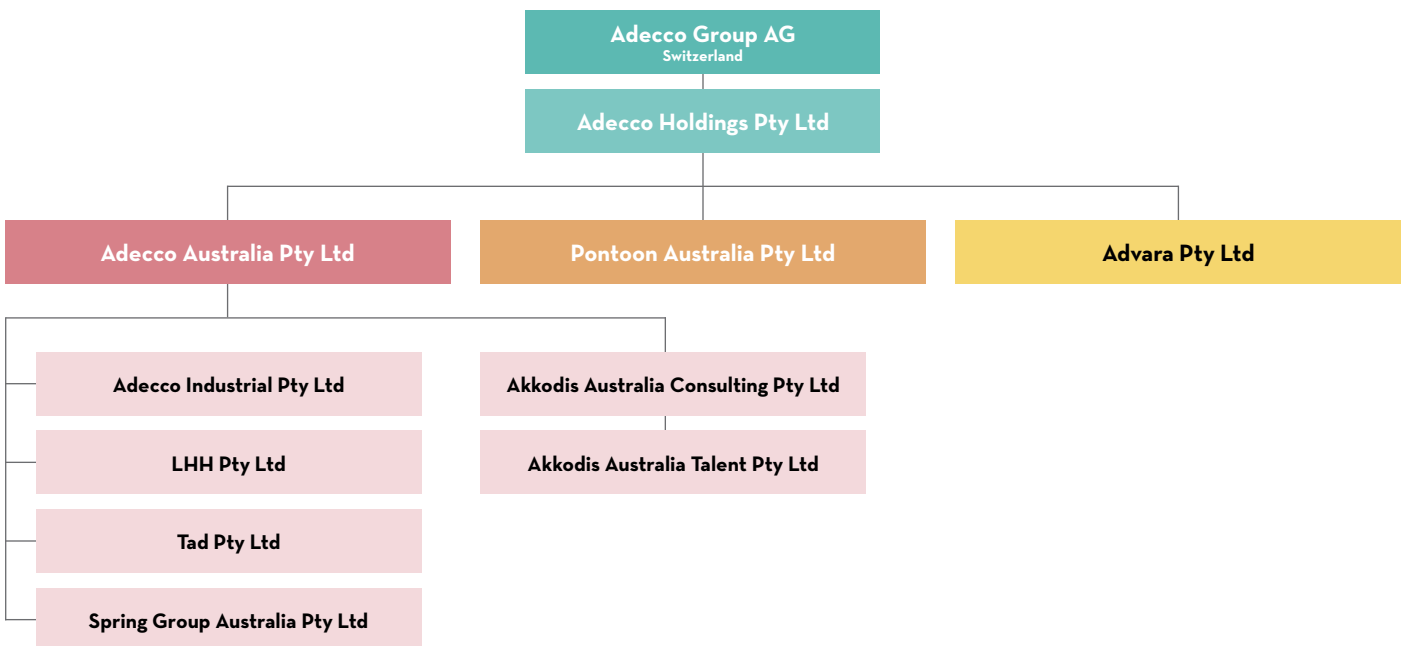 Adecco Group AG
Switzerland
Adecco Holdings Pty Ltd
Adecco Australia Pty Ltd
Pontoon Australia Pty Ltd
Advara Pty Ltd
Adecco Industrial Pty Ltd
LHH Pty Ltd
Tad Pty Ltd
Spring Group Australia Pty Ltd
Akkodis Australia Consulting Pty Ltd
Akkodis Australia Talent Pty Ltd